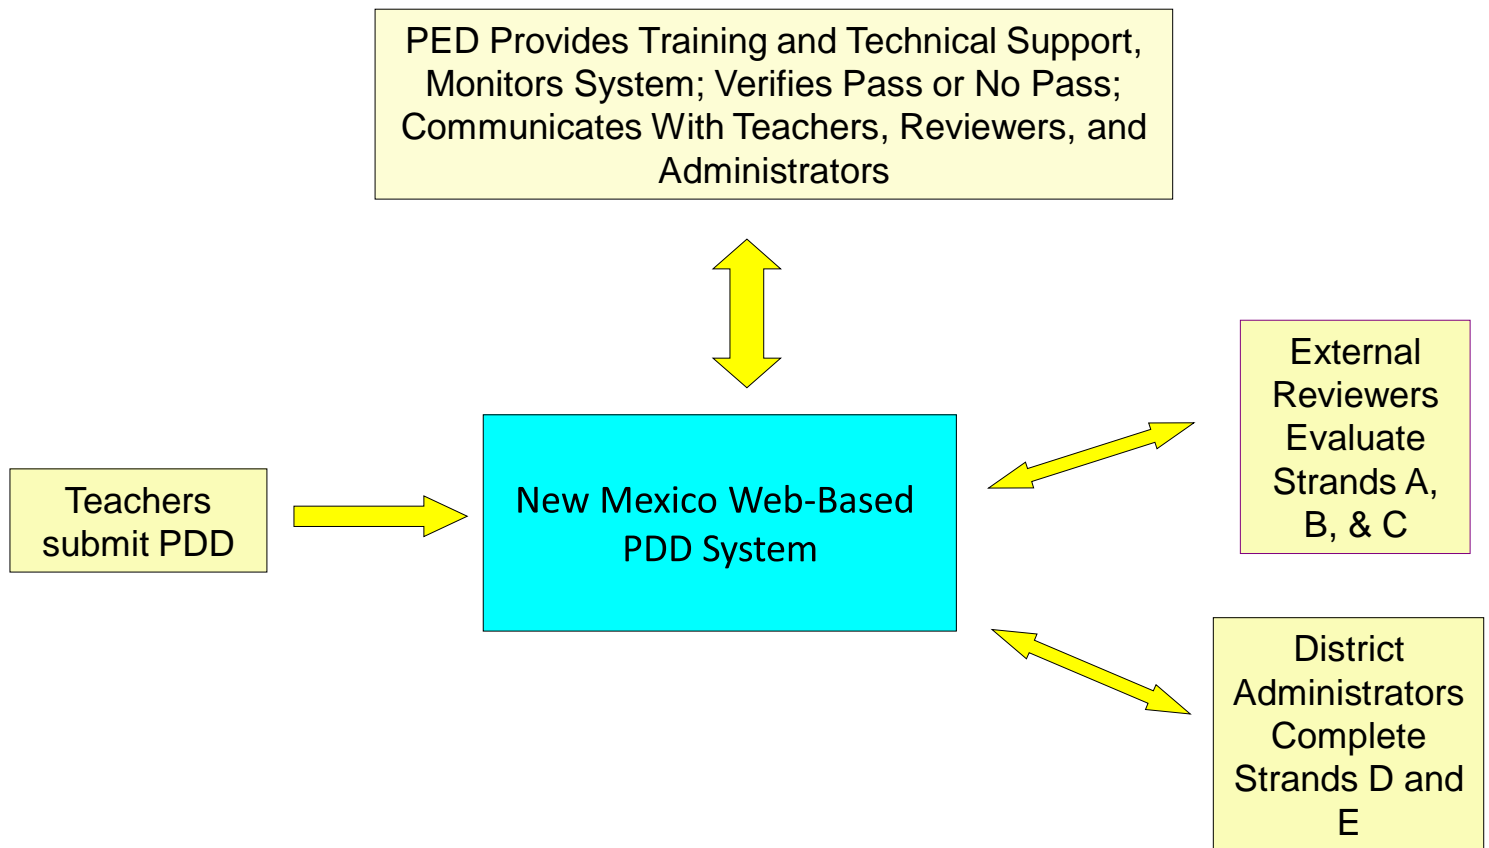 PED Provides Training and Technical Support,
Monitors System; Verifies Pass or No Pass;
Communicates With Teachers, Reviewers, and
Administrators
External
Reviewers
Evaluate
Strands A,
B, & C
Teachers
submit PDD
New Mexico Web-Based
PDD System
District
Administrators
Complete
Strands D and
E